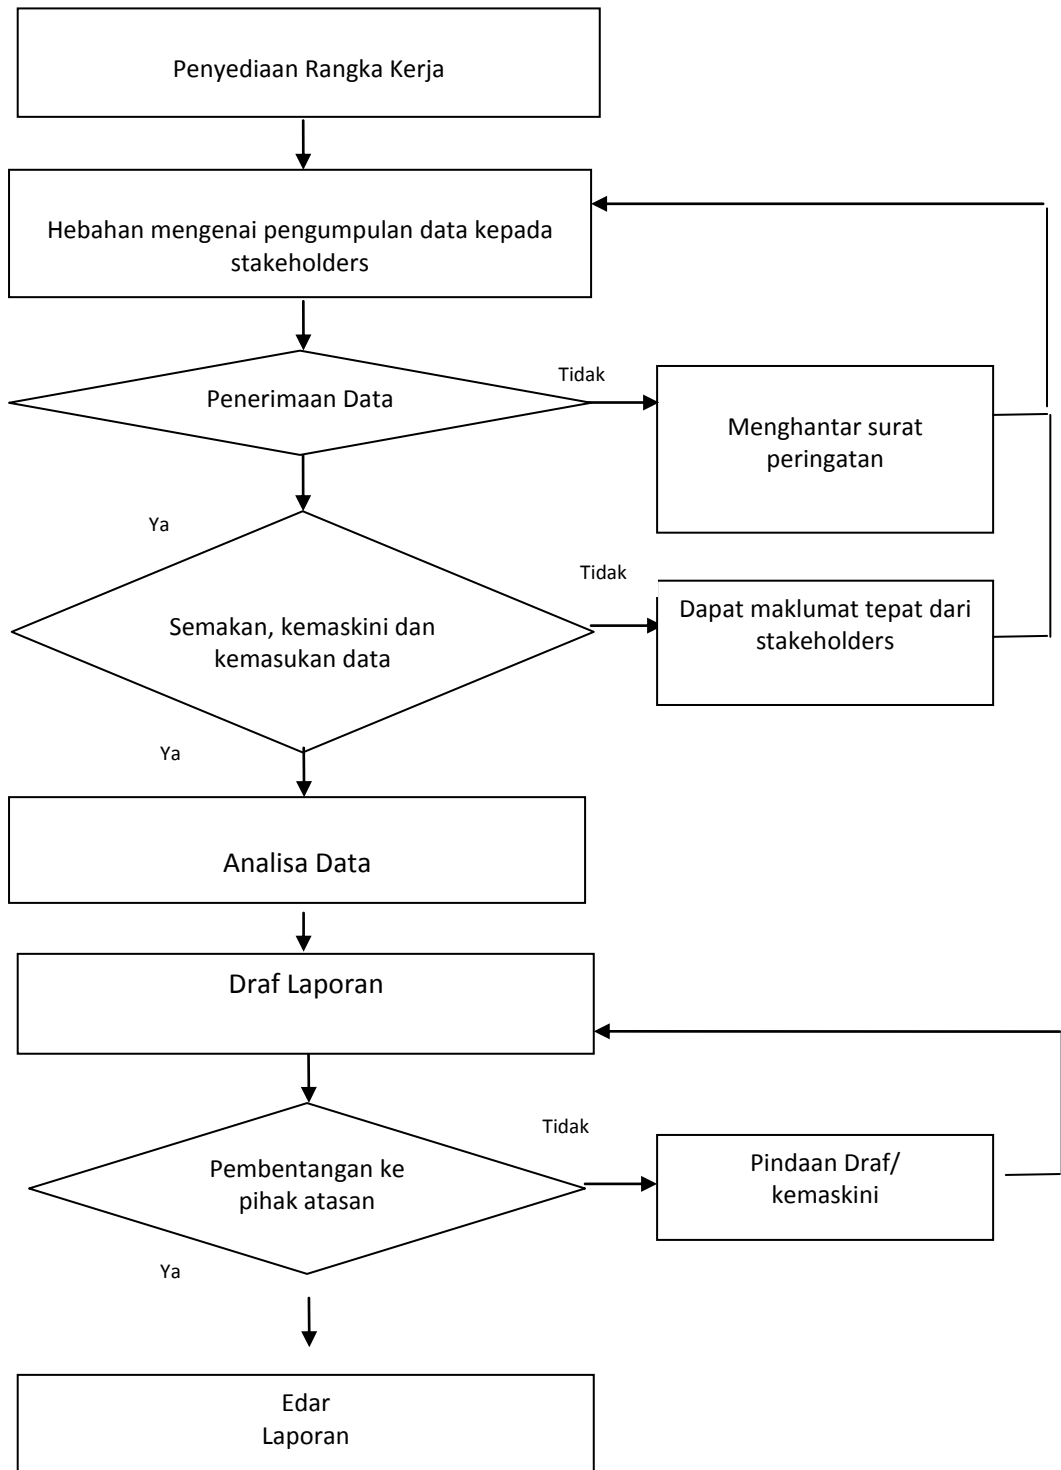 Penyediaan Rangka Kerja
Hebahan mengenai pengumpulan data kepada
stakeholders
Tidak
Penerimaan Data
Menghantar surat
peringatan
Ya
Tidak
Semakan, kemaskini dan
kemasukan data
Dapat maklumat tepat dari
stakeholders
Ya
Analisa Data
Draf Laporan
Tidak
Pembentangan ke
pihak atasan
Pindaan Draf/
kemaskini
Ya
Edar
Laporan